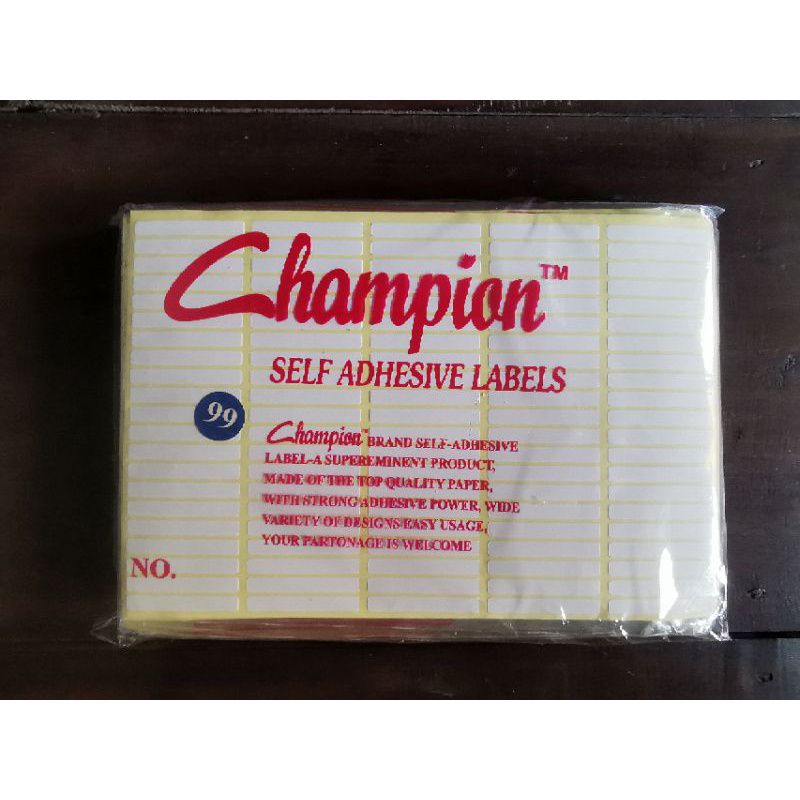 Champion™
SELF ADHESIVE LABELS
99
Champion™ BRAND SELF-ADHESIVE
LABEL-A SUPEREMINENT PRODUCT,
MADE OF THE TOP QUALITY PAPER,
WITH STRONG ADHESIVE POWER, WIDE
VARIETY OF DESIGNS EASY USAGE,
YOUR PARTONAGE IS WELCOME
NO.